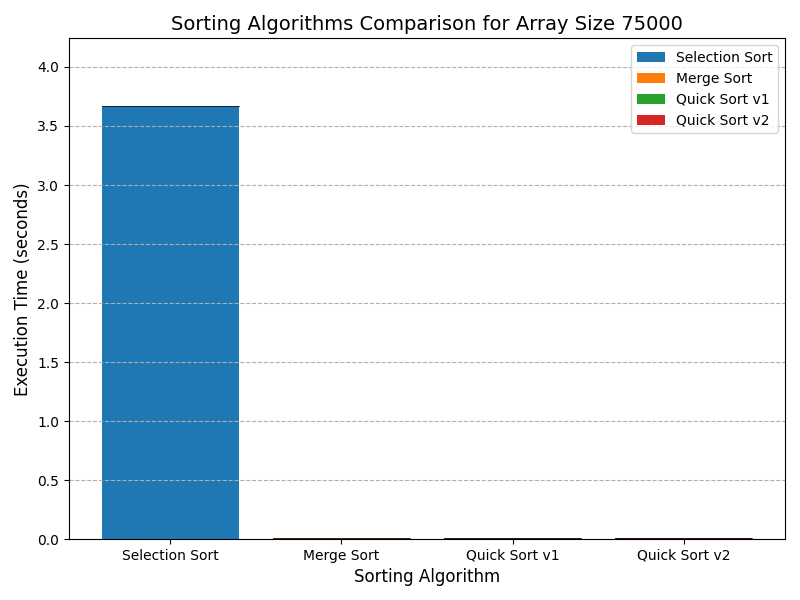 Sorting Algorithms Comparison for Array Size 75000
Selection Sort
Merge Sort
Quick Sort v1
Quick Sort v2
Execution Time (seconds)
4.0
3.5
3.0
2.5
2.0
1.5
1.0
0.5
0.0
Selection Sort
Merge Sort
Quick Sort v1
Quick Sort v2
Sorting Algorithm